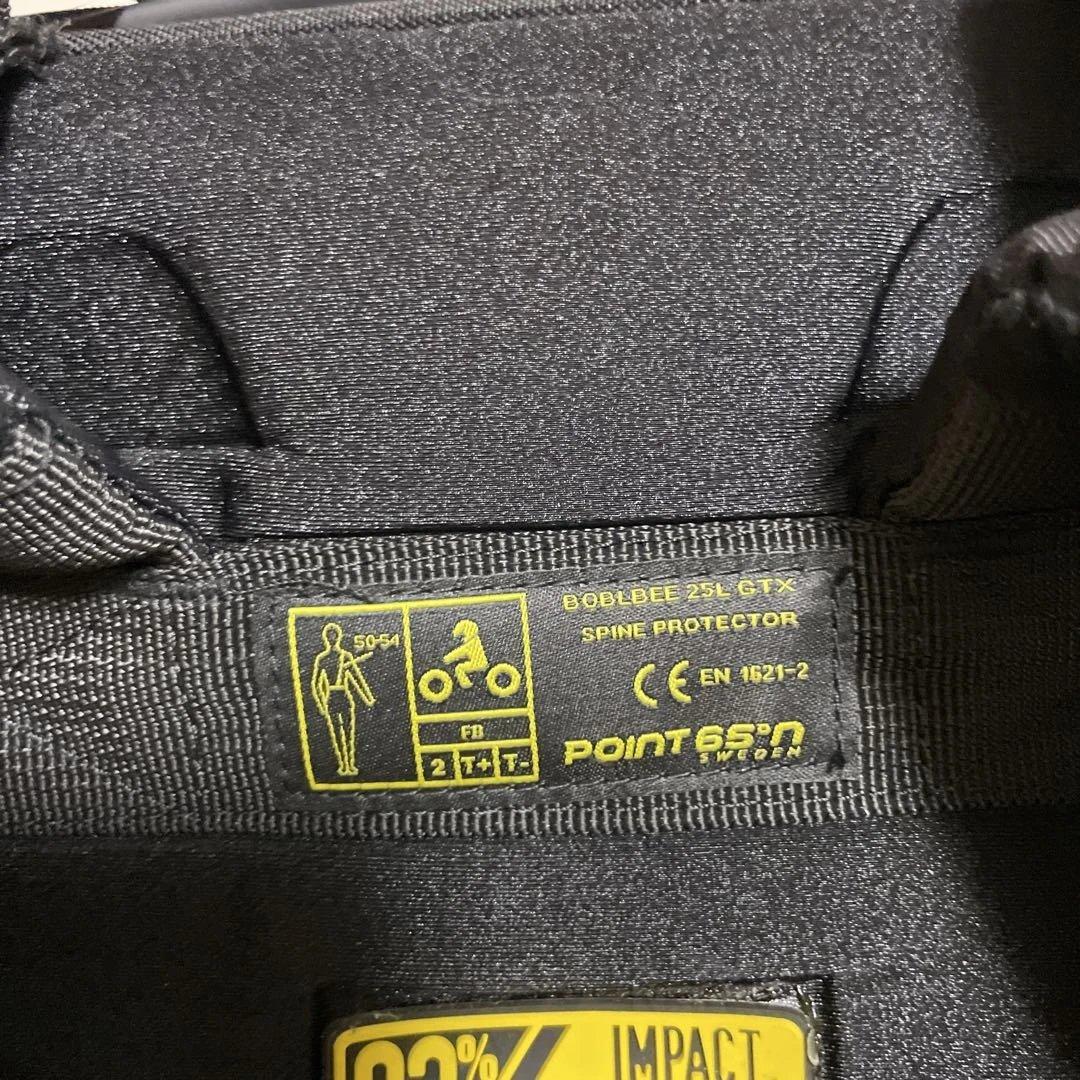 50-54
FB
2 T+ T-
BOBLBEE 25L GTX
SPINE PROTECTOR
CE EN 1621-2
POINT 65°N
SWEDEN
% IMPACT